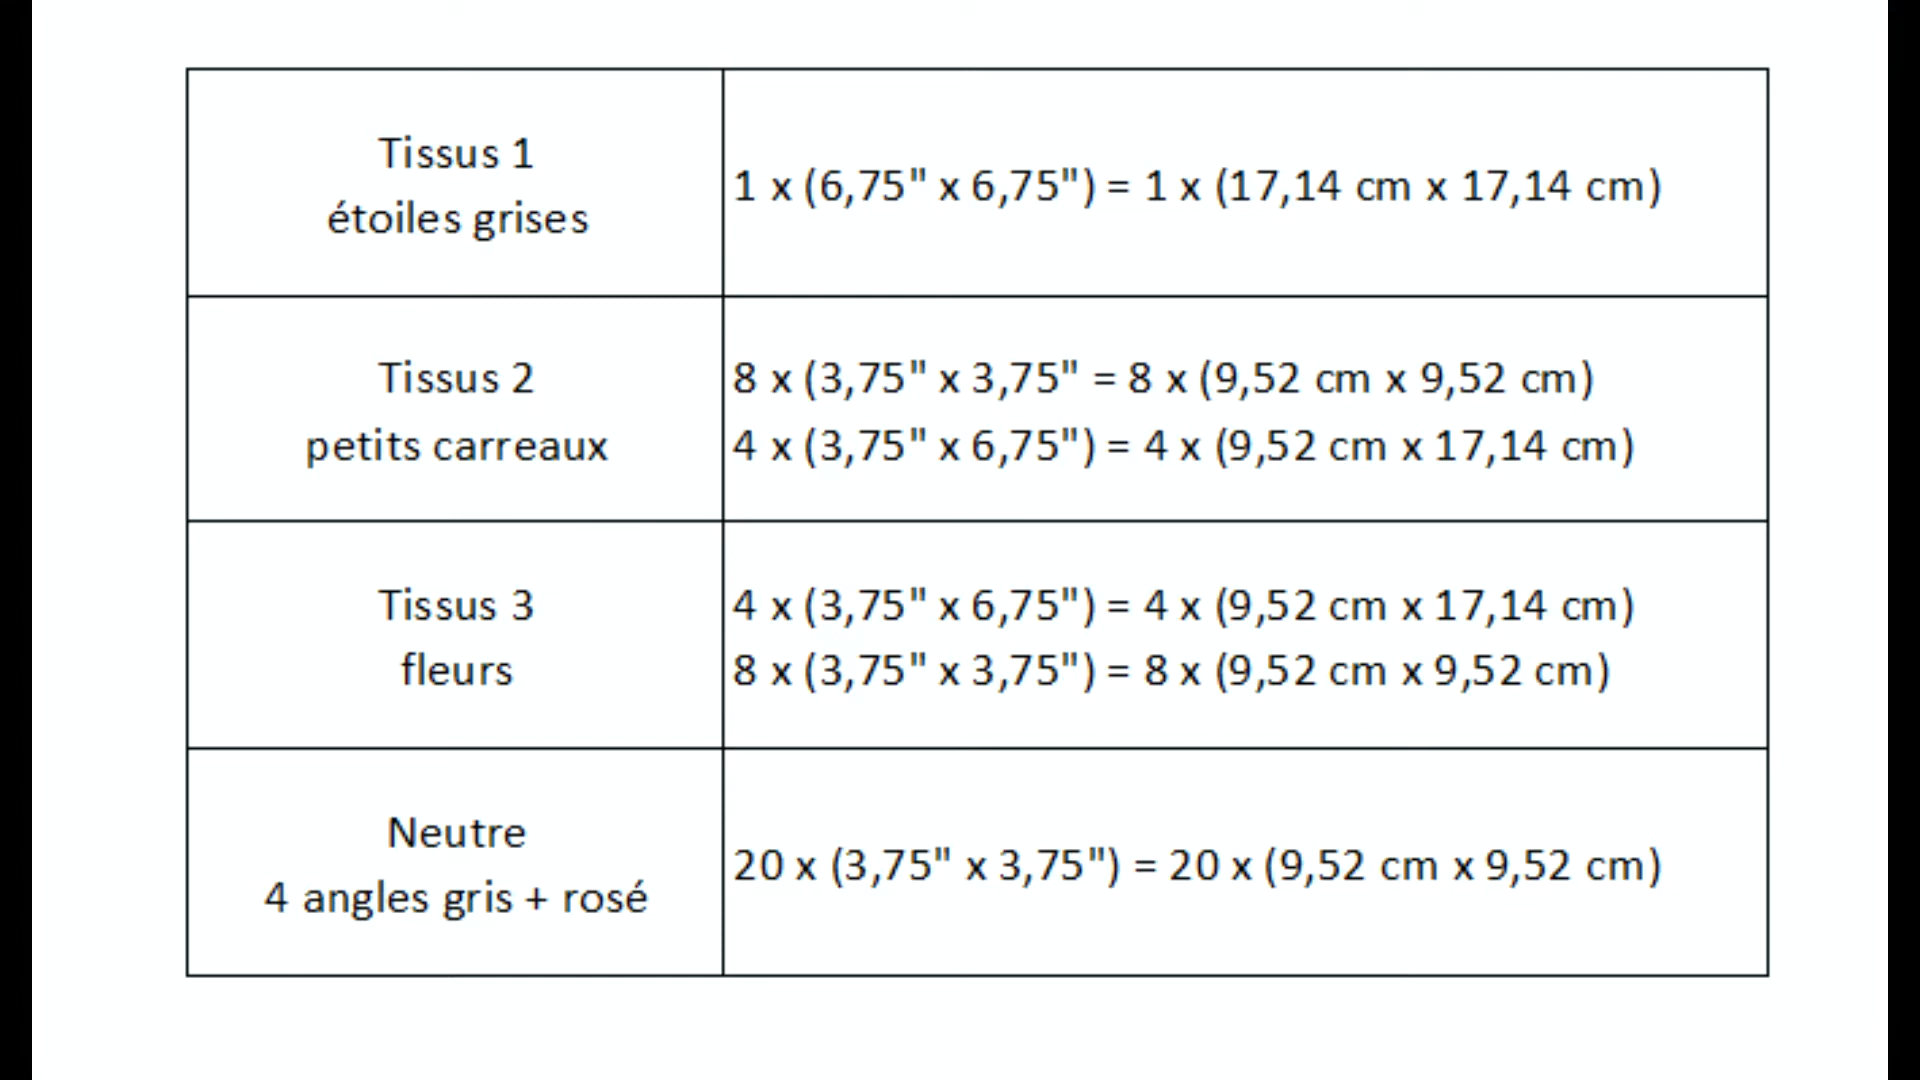 Tissus 1
étoiles grises
1 x (6,75" x 6,75") = 1 x (17,14 cm x 17,14 cm)
Tissus 2
petits carreaux
8 x (3,75" x 3,75" = 8 x (9,52 cm x 9,52 cm)
4 x (3,75" x 6,75") = 4 x (9,52 cm x 17,14 cm)
Tissus 3
fleurs
4 x (3,75" x 6,75") = 4 x (9,52 cm x 17,14 cm)
8 x (3,75" x 3,75") = 8 x (9,52 cm x 9,52 cm)
Neutre
4 angles gris + rosé
20 x (3,75" x 3,75") = 20 x (9,52 cm x 9,52 cm)